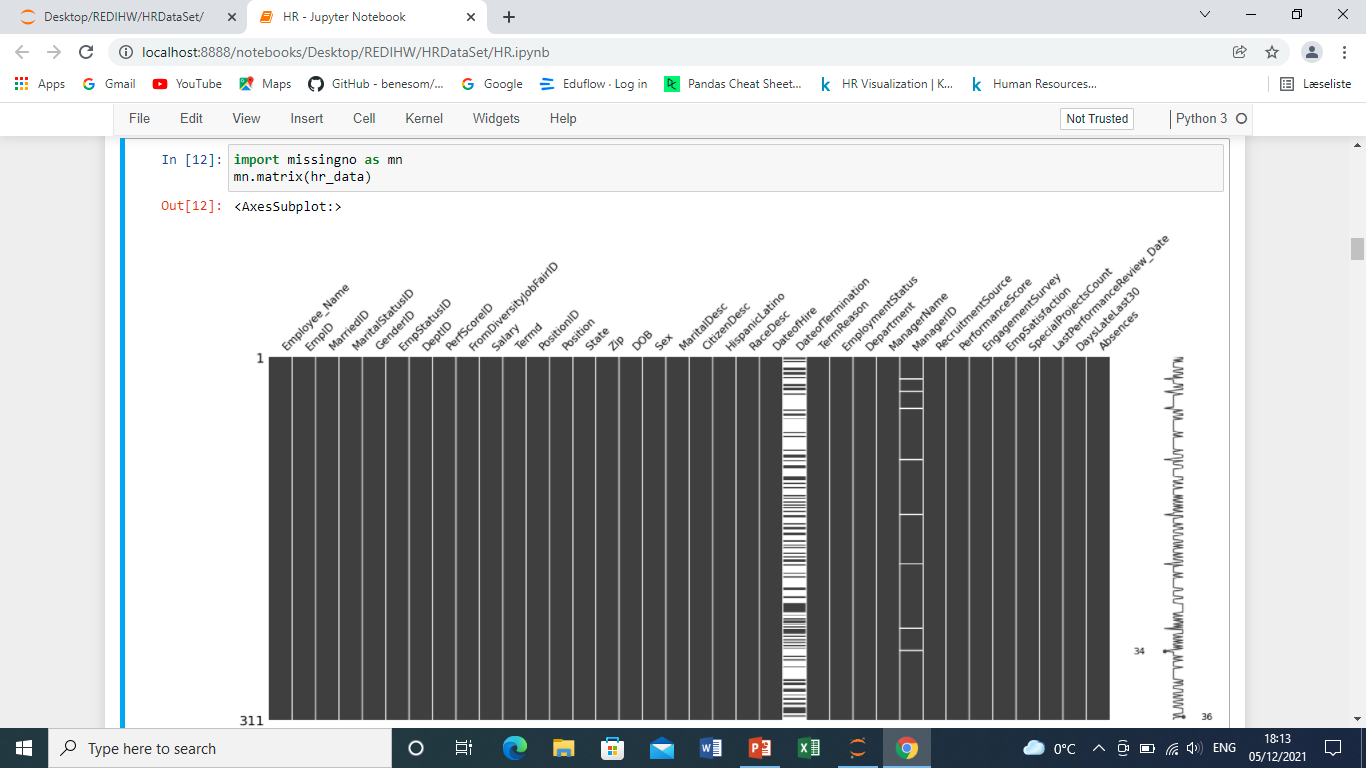 Desktop/REDIHW/HRDataSet/
HR - Jupyter Notebook
localhost:8888/notebooks/Desktop/REDIHW/HRDataSet/HR.ipynb
Apps
Gmail
YouTube
Maps
GitHub - benesom/...
Google
Eduflow · Log in
Pandas Cheat Sheet...
HR Visualization | K...
Human Resources...
Læseliste
File
Edit
View
Insert
Cell
Kernel
Widgets
Help
Not Trusted
Python 3
In [12]:
import missingno as mn
mn.matrix(hr_data)
Out[12]:
<AxesSubplot:>
Employee_Name
EmpID
MarriedID
MaritalStatusID
GenderID
EmpStatusID
DeptID
PerfScoreID
FromDiversityJobFairID
Salary
Termd
PositionID
Position
State
Zip
DOB
Sex
MaritalDesc
CitizenDesc
HispanicLatino
RaceDesc
DateofHire
DateofTermination
TermReason
EmploymentStatus
Department
ManagerName
ManagerID
RecruitmentSource
PerformanceScore
EngagementSurvey
EmpSatisfaction
SpecialProjectsCount
LastPerformanceReview_Date
DaysLateLast30
Absences
1
34
311
36
Type here to search
0°C
ENG
18:13
05/12/2021